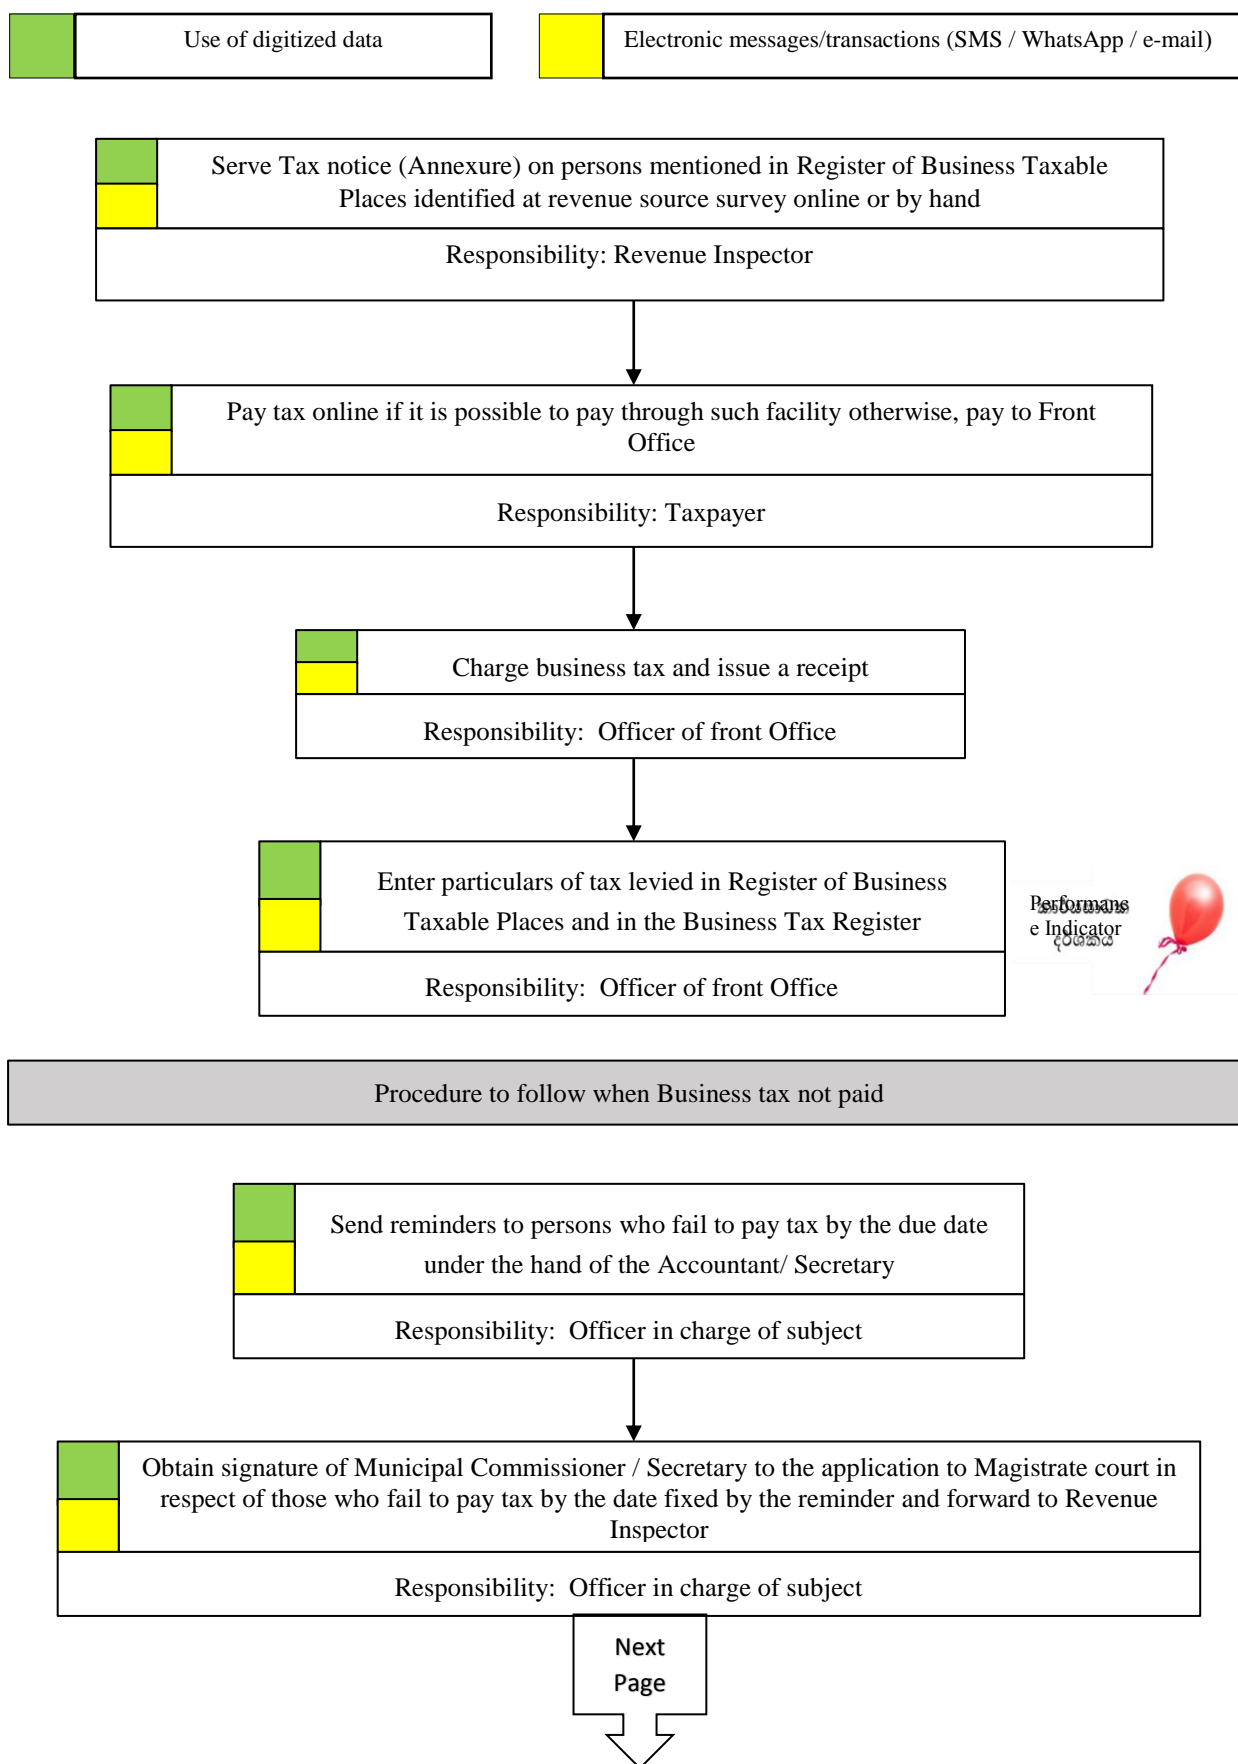 Use of digitized data
Electronic messages/transactions (SMS / WhatsApp / e-mail)
Serve Tax notice (Annexure) on persons mentioned in Register of Business Taxable
Places identified at revenue source survey online or by hand
Responsibility: Revenue Inspector
Pay tax online if it is possible to pay through such facility otherwise, pay to Front
Office
Responsibility: Taxpayer
Charge business tax and issue a receipt
Responsibility: Officer of front Office
Enter particulars of tax levied in Register of Business
Taxable Places and in the Business Tax Register
Responsibility: Officer of front Office
Performanc
e Indicator
දර්ශකය
Procedure to follow when Business tax not paid
Send reminders to persons who fail to pay tax by the due date
under the hand of the Accountant/ Secretary
Responsibility: Officer in charge of subject
Obtain signature of Municipal Commissioner / Secretary to the application to Magistrate court in
respect of those who fail to pay tax by the date fixed by the reminder and forward to Revenue
Inspector
Responsibility: Officer in charge of subject
Next
Page